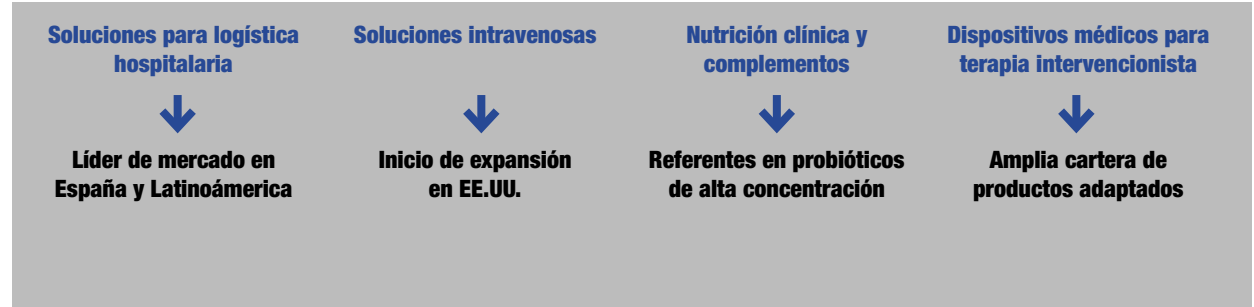 Soluciones para logística
hospitalaria
Líder de mercado en
España y Latinoámerica
Soluciones intravenosas
Inicio de expansión
en EE.UU.
Nutrición clínica y
complementos
Referentes en probióticos
de alta concentración
Dispositivos médicos para
terapia intervencionista
Amplia cartera de
productos adaptados